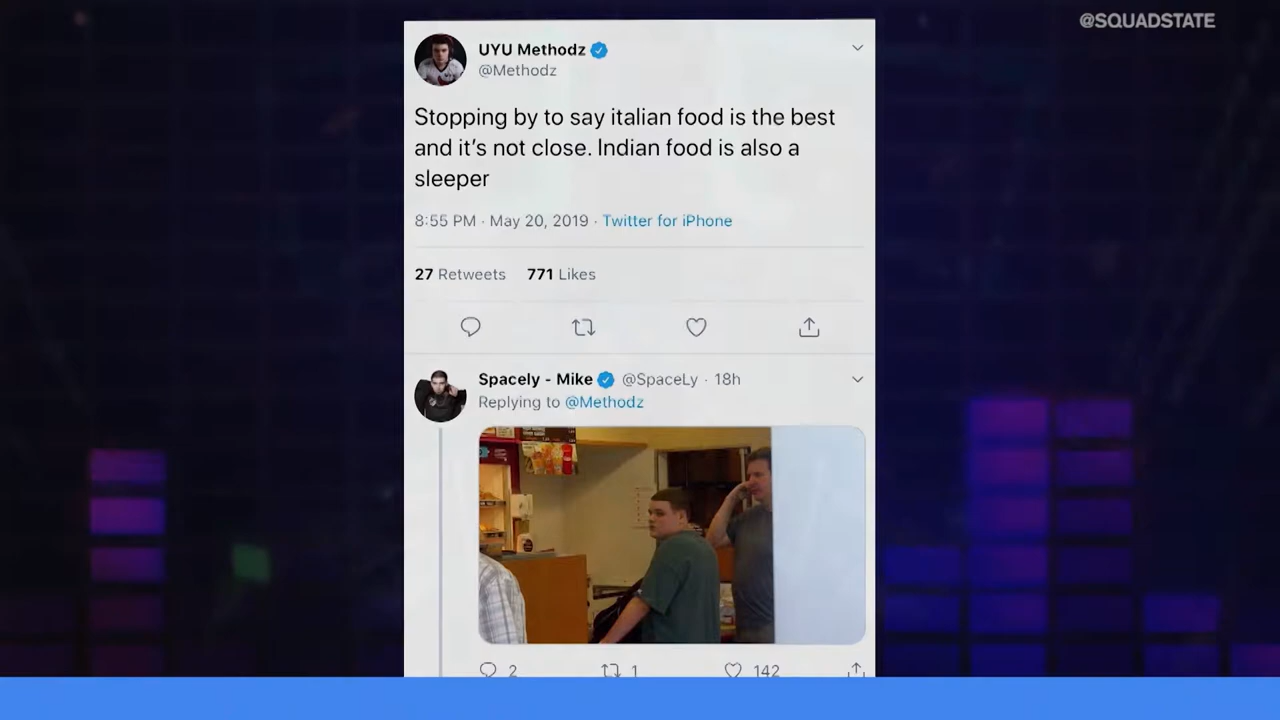 @SQUADSTATE
UYU Methodz
@Methodz
Stopping by to say italian food is the best
and it's not close. Indian food is also a
sleeper
8:55 PM · May 20, 2019 · Twitter for iPhone
27 Retweets 771 Likes
Spacely - Mike @SpaceLy · 18h
Replying to @Methodz
2 1 142